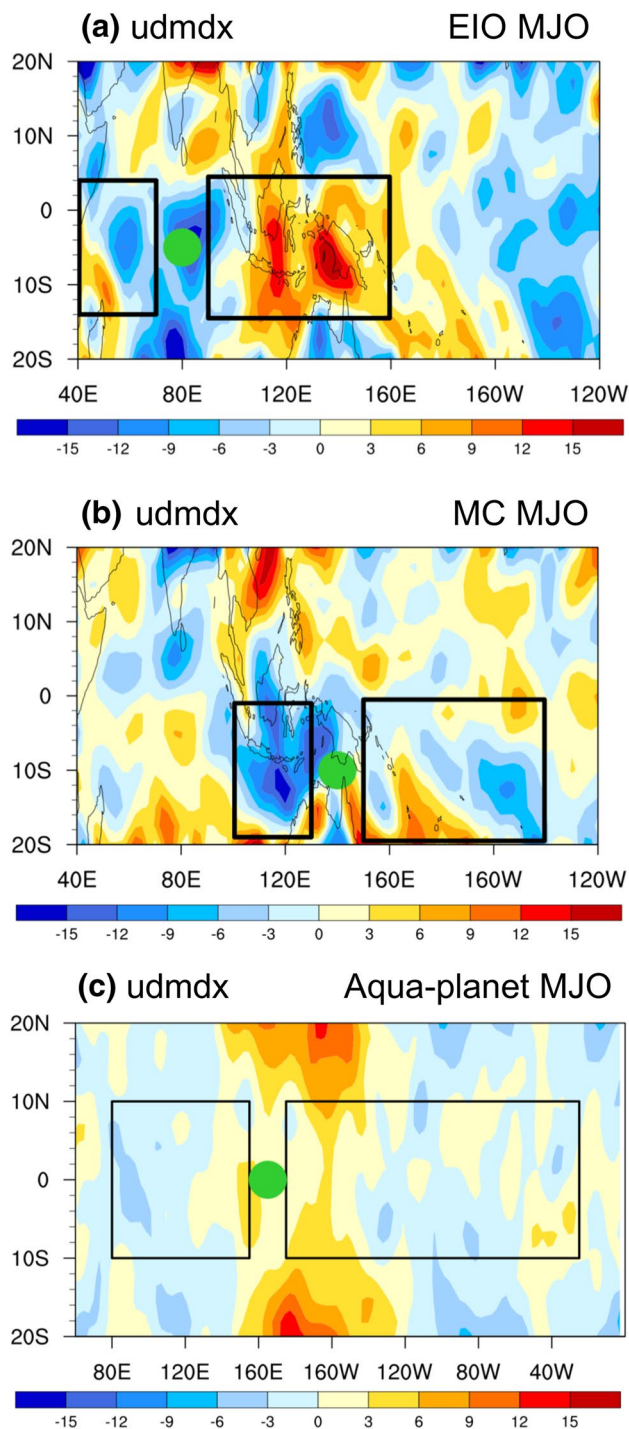 (a) udmdx EIO MJO
20N
10N
0
10S
20S
40E 80E 120E 160E 160W 120W
-15 -12 -9 -6 -3 0 3 6 9 12 15
(b) udmdx MC MJO
20N
10N
0
10S
20S
40E 80E 120E 160E 160W 120W
-15 -12 -9 -6 -3 0 3 6 9 12 15
(c) udmdx Aqua-planet MJO
20N
10N
0
10S
20S
80E 120E 160E 160W 120W 80W 40W
-15 -12 -9 -6 -3 0 3 6 9 12 15